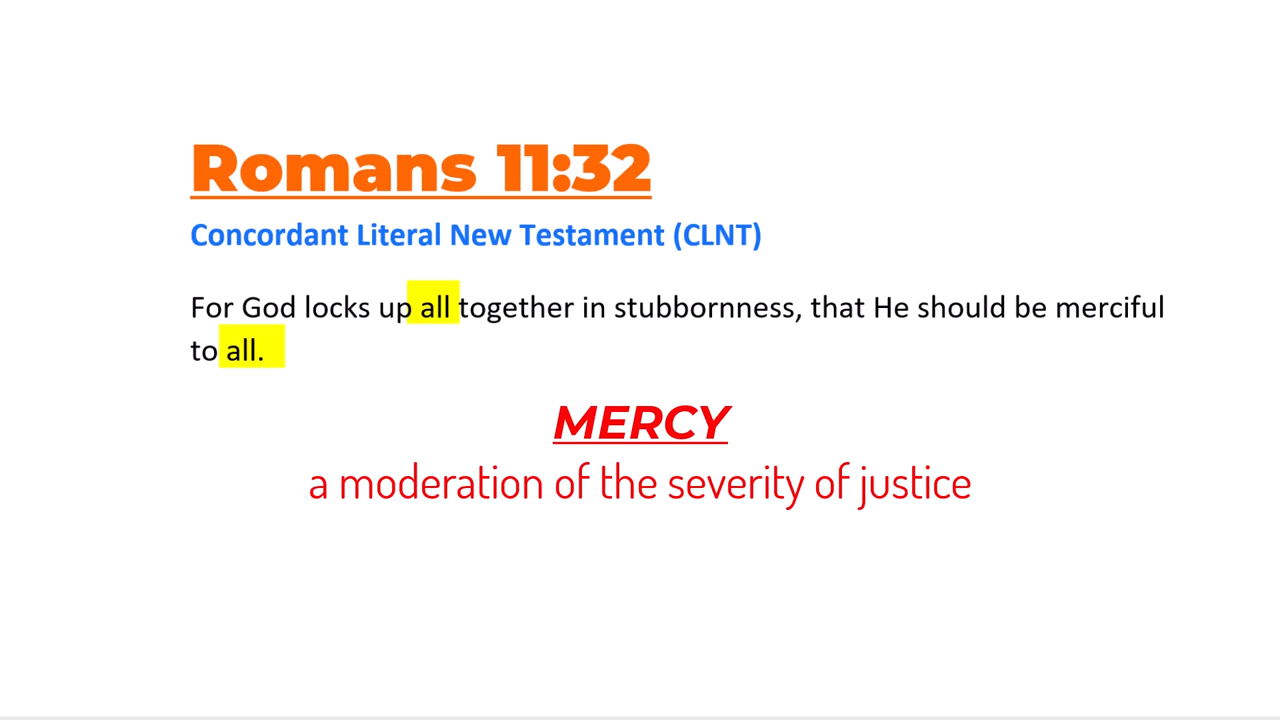 Romans 11:32
Concordant Literal New Testament (CLNT)
For God locks up all together in stubbornness, that He should be merciful
to all.
MERCY
a moderation of the severity of justice